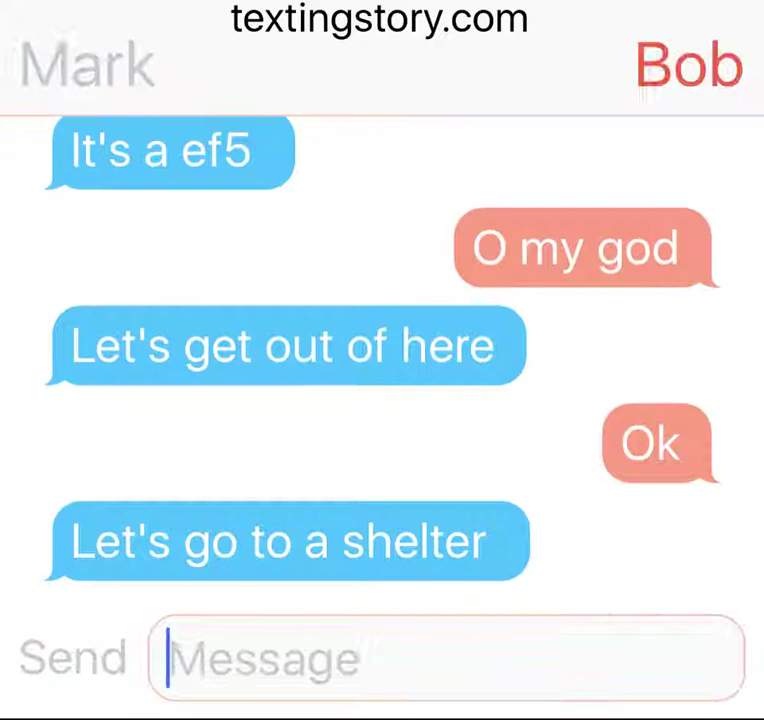 textingstory.com
Mark
Bob
It's a ef5
O my god
Let's get out of here
Ok
Let's go to a shelter
Send
Message